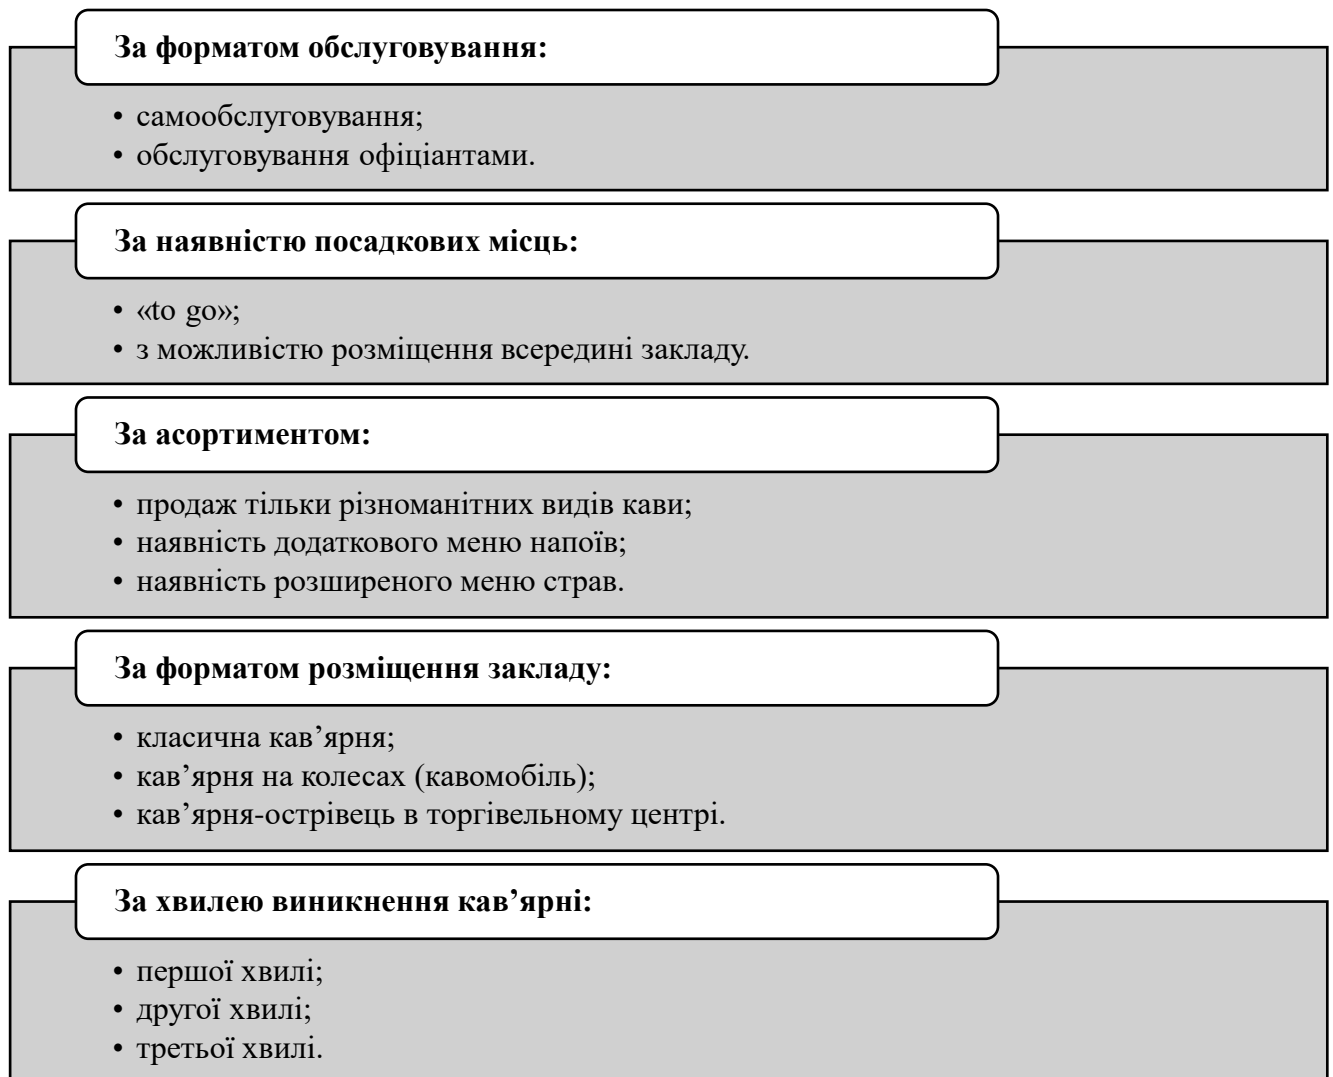 За форматом обслуговування:
• самообслуговування;
• обслуговування офіціантами.
За наявністю посадкових місць:
• «to go»;
• з можливістю розміщення всередині закладу.
За асортиментом:
• продаж тільки різноманітних видів кави;
• наявність додаткового меню напоїв;
• наявність розширеного меню страв.
За форматом розміщення закладу:
• класична кав’ярня;
• кав’ярня на колесах (кавомобіль);
• кав’ярня-острівець в торгівельному центрі.
За хвилею виникнення кав’ярні:
• першої хвилі;
• другої хвилі;
• третьої хвилі.